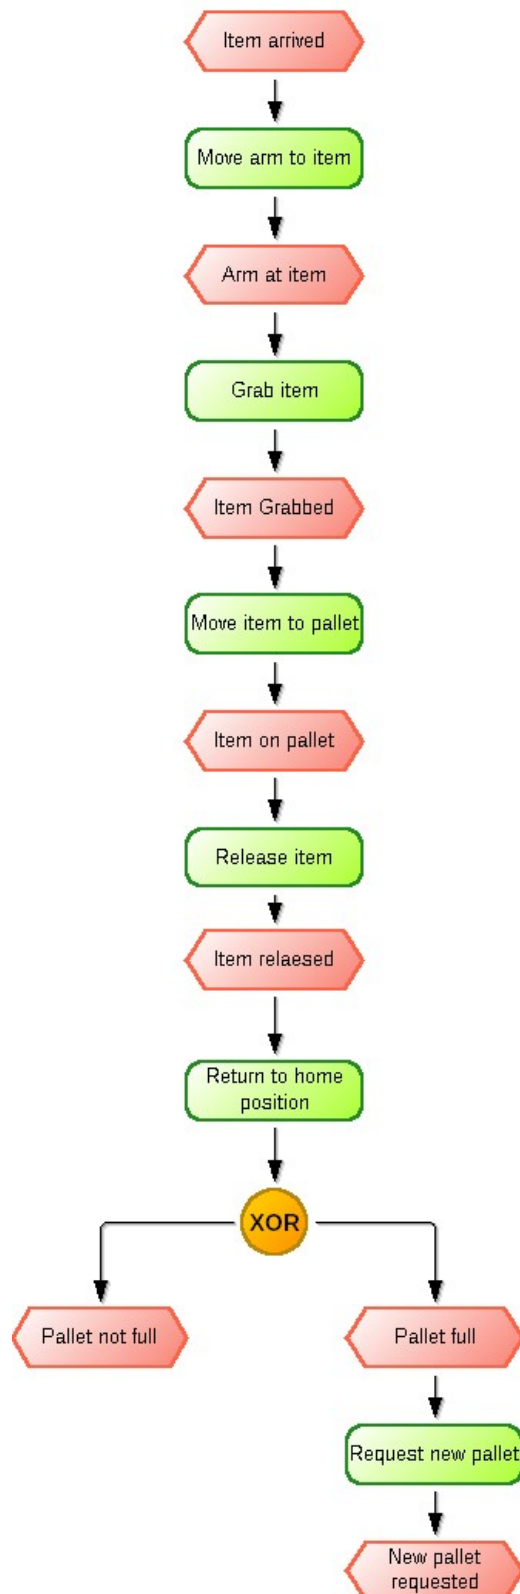 Item arrived
Move arm to item
Arm at item
Grab item
Item Grabbed
Move item to pallet
Item on pallet
Release item
Item relaesed
Return to home
position
XOR
Pallet not full
Pallet full
Request new pallet
New pallet
requested